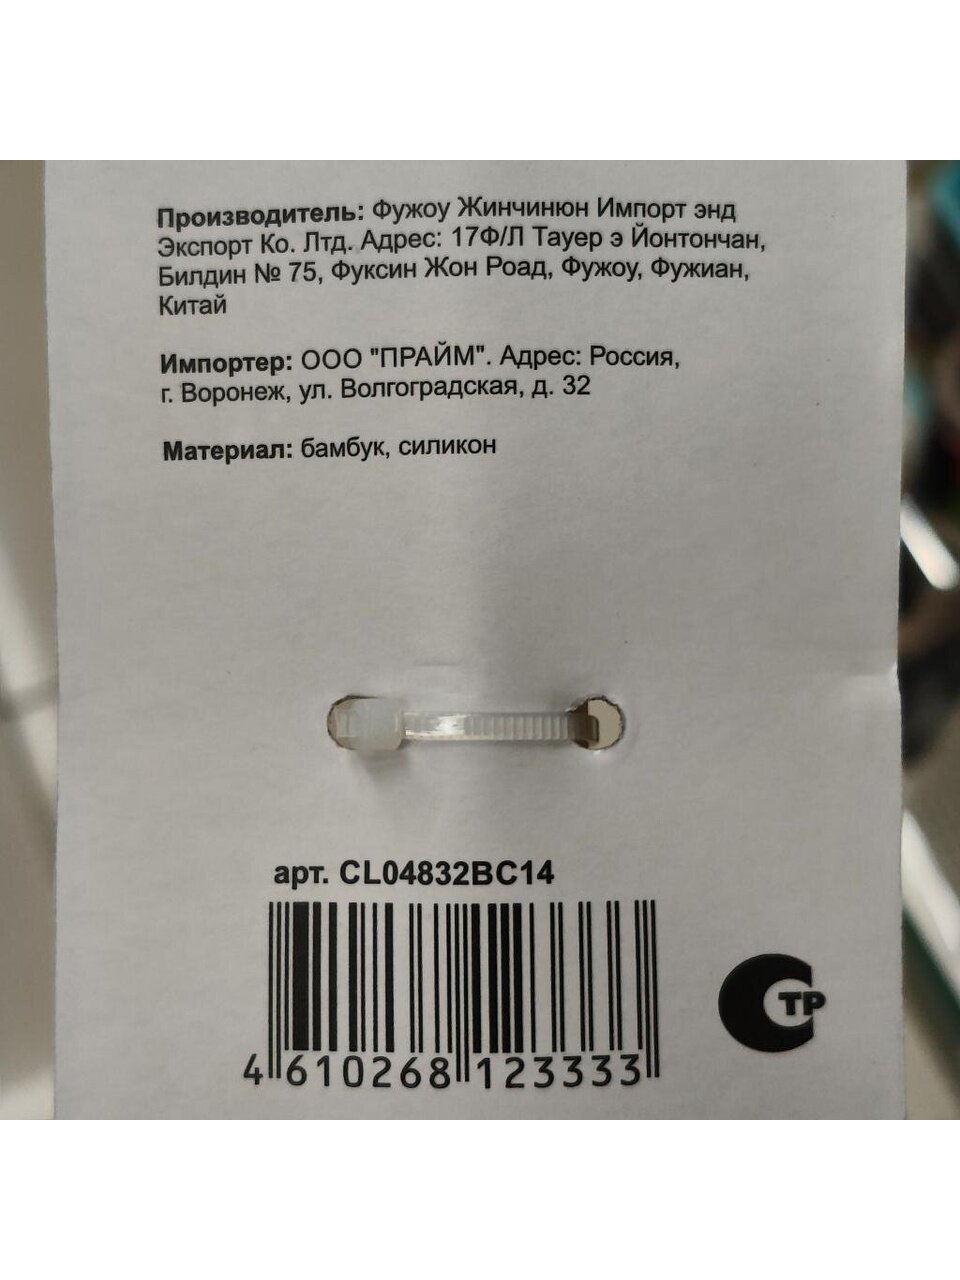 Производитель: Фужоу Жинчинюн Импорт энд
Экспорт Ко. Лтд. Адрес: 17Ф/Л Тауер э Йонтончан,
Билдин № 75, Фуксин Жон Роад, Фужоу, Фужиан,
Китай
Импортер: ООО "ПРАЙМ". Адрес: Россия,
г. Воронеж, ул. Волгоградская, д. 32
Материал: бамбук, силикон
арт. CL04832BC14
4 610268 123333
СТР